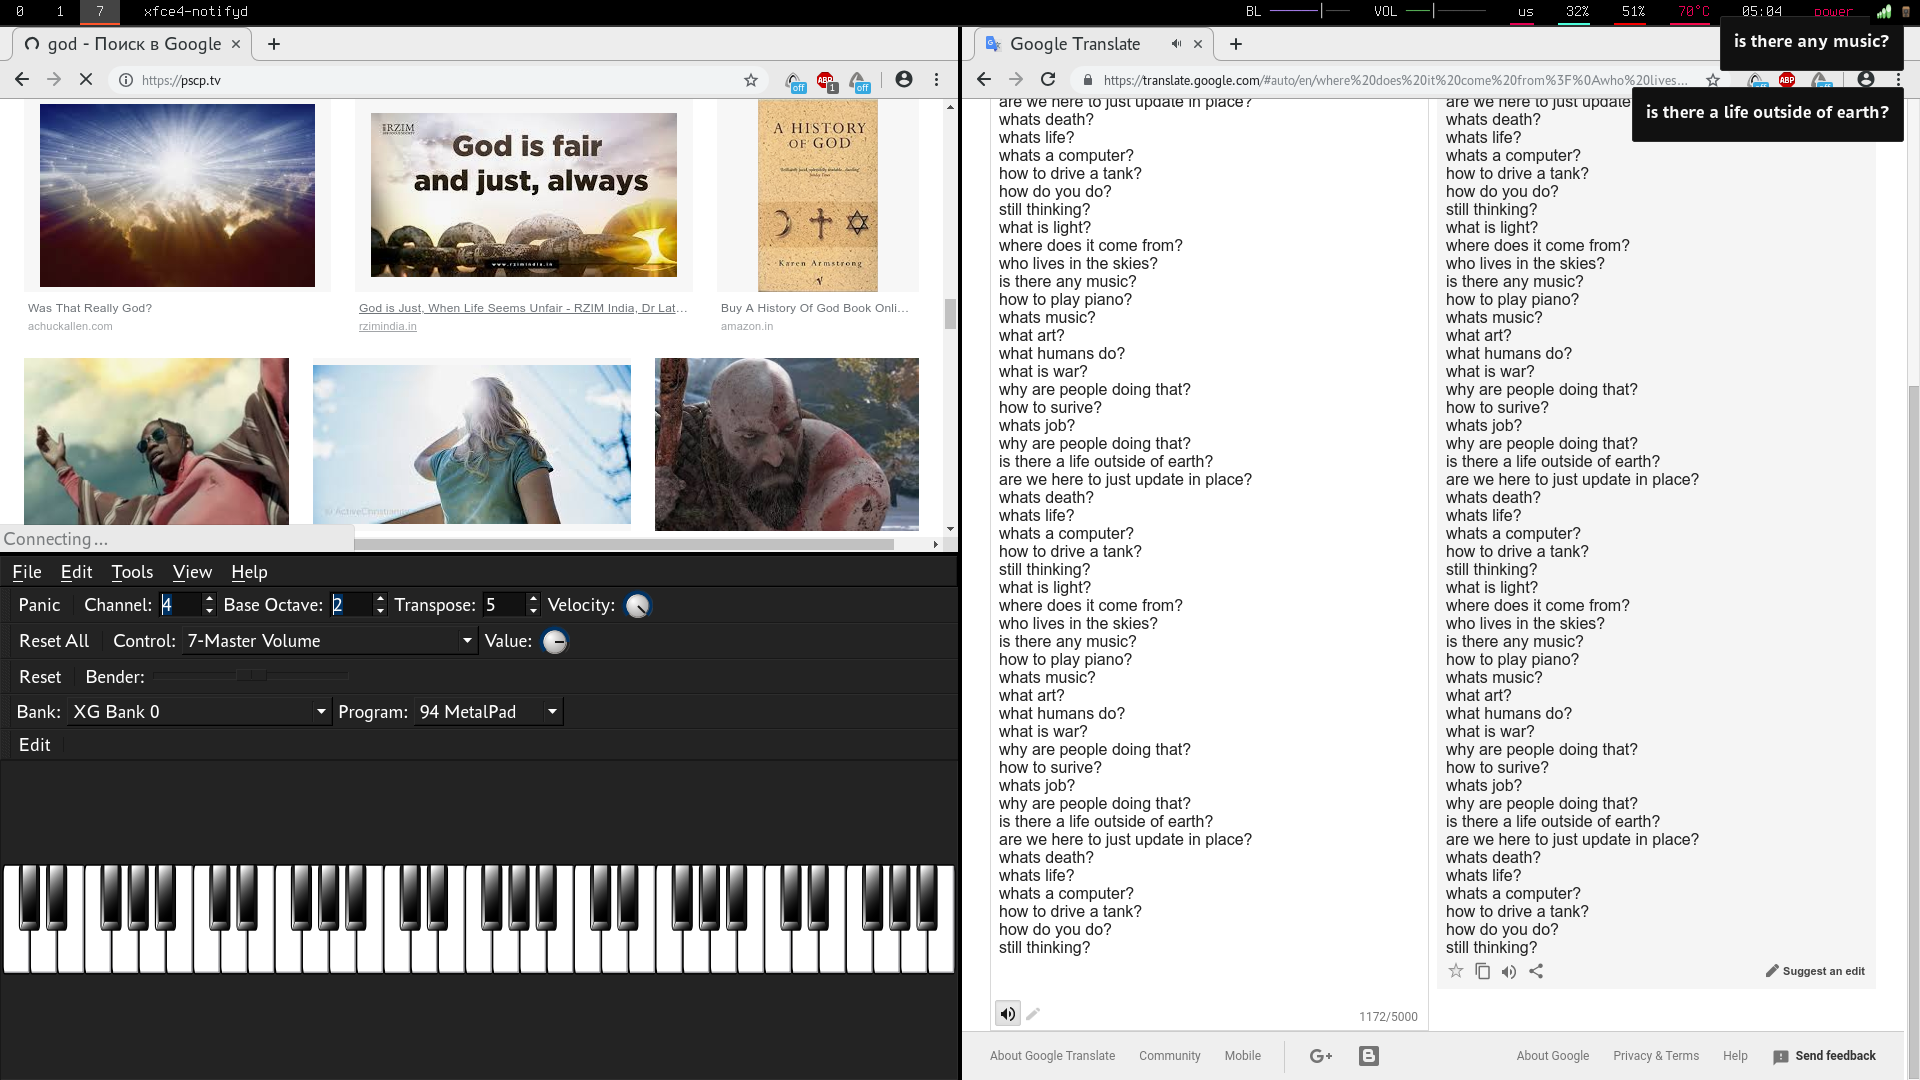 0 1 7 xfce4-notifyd BL VOL us 32% 51% 70°C 05:04 power
god - Поиск в Google
https://pscp.tv
off 1 off
RZIM
God is fair
and just, always
www.rzimindia.in
A HISTORY
OF GOD
Karen Armstrong
Was That Really God?
achuckallen.com
God is Just, When Life Seems Unfair - RZIM India, Dr Lat...
rzimindia.in
Buy A History Of God Book Onli...
amazon.in
Connecting...
File Edit Tools View Help
Panic Channel: 4 Base Octave: 2 Transpose: 5 Velocity:
Reset All Control: 7-Master Volume Value:
Reset Bender:
Bank: XG Bank 0 Program: 94 MetalPad
Edit
Google Translate
https://translate.google.com/#auto/en/where%20does%20it%20come%20from%3F%0Awho%20lives...
ABP
is there any music?
is there a life outside of earth?
are we here to just update in place?
whats death?
whats life?
whats a computer?
how to drive a tank?
how do you do?
still thinking?
what is light?
where does it come from?
who lives in the skies?
is there any music?
how to play piano?
whats music?
what art?
what humans do?
what is war?
why are people doing that?
how to surive?
whats job?
why are people doing that?
is there a life outside of earth?
are we here to just update in place?
whats death?
whats life?
whats a computer?
how to drive a tank?
still thinking?
what is light?
where does it come from?
who lives in the skies?
is there any music?
how to play piano?
whats music?
what art?
what humans do?
what is war?
why are people doing that?
how to surive?
whats job?
why are people doing that?
is there a life outside of earth?
are we here to just update in place?
whats death?
whats life?
whats a computer?
how to drive a tank?
how do you do?
still thinking?
1172/5000
are we here to just update
whats death?
whats life?
whats a computer?
how to drive a tank?
how do you do?
still thinking?
what is light?
where does it come from?
who lives in the skies?
is there any music?
how to play piano?
whats music?
what art?
what humans do?
what is war?
why are people doing that?
how to surive?
whats job?
why are people doing that?
is there a life outside of earth?
are we here to just update in place?
whats death?
whats life?
whats a computer?
how to drive a tank?
still thinking?
what is light?
where does it come from?
who lives in the skies?
is there any music?
how to play piano?
whats music?
what art?
what humans do?
what is war?
why are people doing that?
how to surive?
whats job?
why are people doing that?
is there a life outside of earth?
are we here to just update in place?
whats death?
whats life?
whats a computer?
how to drive a tank?
how do you do?
still thinking?
Suggest an edit
About Google Translate Community Mobile G+ About Google Privacy & Terms Help Send feedback